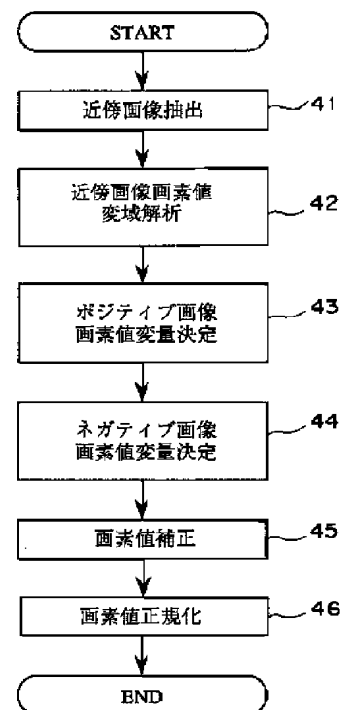 START
近傍画像抽出
41
近傍画像画素値
変域解析
42
ポジティブ画像
画素値変量決定
43
ネガティブ画像
画素値変量決定
44
画素値補正
45
画素値正規化
46
END